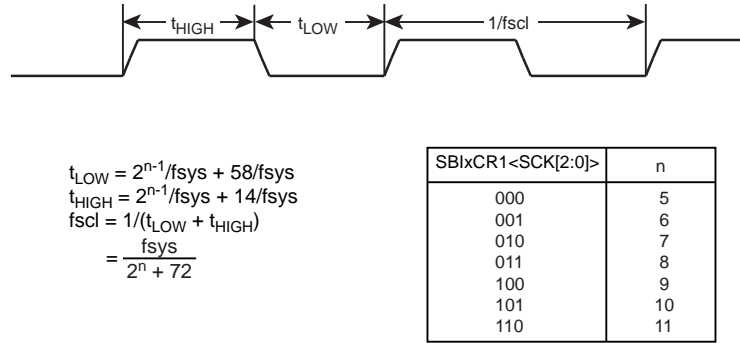 tHIGH tLOW 1/fscl
tLOW = 2n-1/fsys + 58/fsys
tHIGH = 2n-1/fsys + 14/fsys
fscl = 1/(tLOW + tHIGH)
= fsys
2n + 72
SBIxCR1<SCK[2:0]> n
000 5
001 6
010 7
011 8
100 9
101 10
110 11